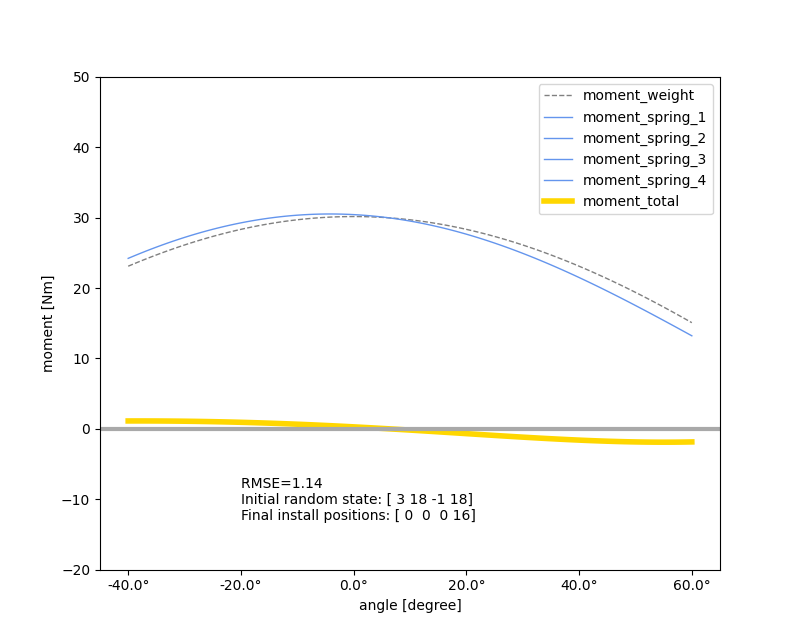 50
40
30
20
10
0
−10
−20
moment [Nm]
moment_weight
moment_spring_1
moment_spring_2
moment_spring_3
moment_spring_4
moment_total
RMSE=1.14
Initial random state: [ 3 18 -1 18]
Final install positions: [ 0  0  0 16]
-40.0° -20.0° 0.0° 20.0° 40.0° 60.0°
angle [degree]